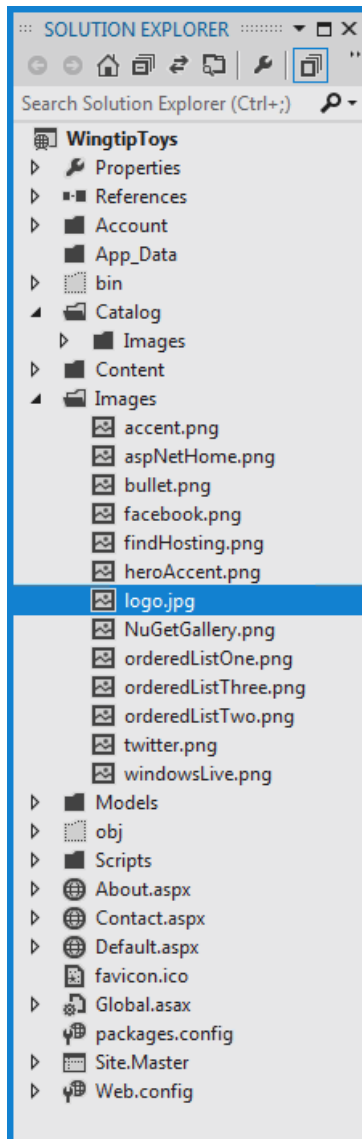 SOLUTION EXPLORER
Search Solution Explorer (Ctrl+;)
WingtipToys
Properties
References
Account
App_Data
bin
Catalog
Images
Content
Images
accent.png
aspNetHome.png
bullet.png
facebook.png
findHosting.png
heroAccent.png
logo.jpg
NuGetGallery.png
orderedListOne.png
orderedListThree.png
orderedListTwo.png
twitter.png
windowsLive.png
Models
obj
Scripts
About.aspx
Contact.aspx
Default.aspx
favicon.ico
Global.asax
packages.config
Site.Master
Web.config